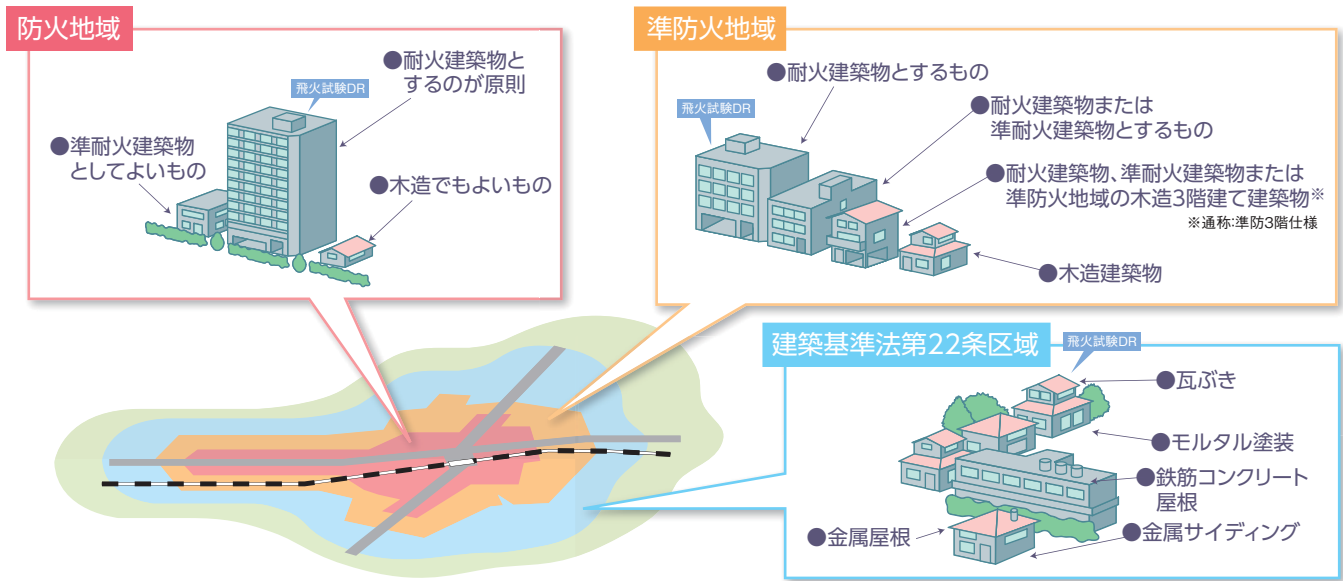 防火地域
●耐火建築物と
するのが原則
飛火試験DR
●準耐火建築物
としてよいもの
●木造でもよいもの
準防火地域
●耐火建築物とするもの
飛火試験DR
●耐火建築物または
準耐火建築物とするもの
●耐火建築物、準耐火建築物または
準防火地域の木造3階建て建築物※
※通称:準防3階仕様
●木造建築物
建築基準法第22条区域
飛火試験DR
●瓦ぶき
●モルタル塗装
●鉄筋コンクリート
屋根
●金属サイディング
●金属屋根